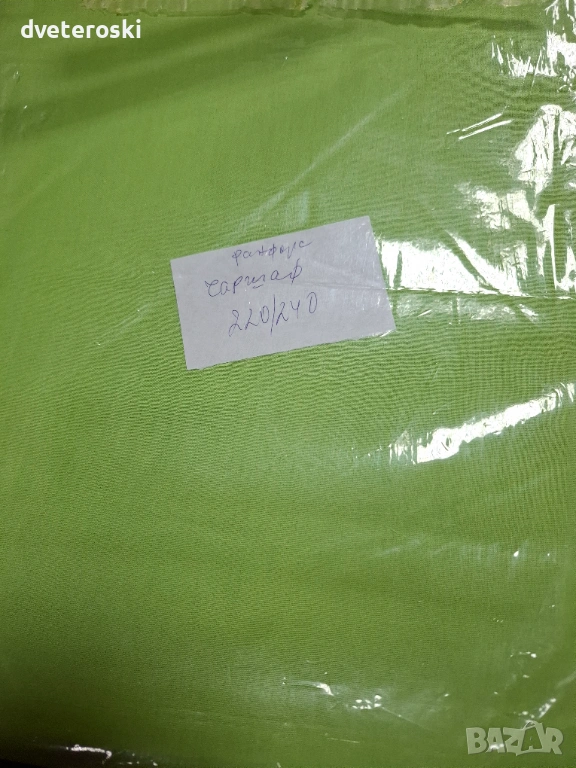 dveteroski
ранфорс
Чаршаф
220/240
BAZAR